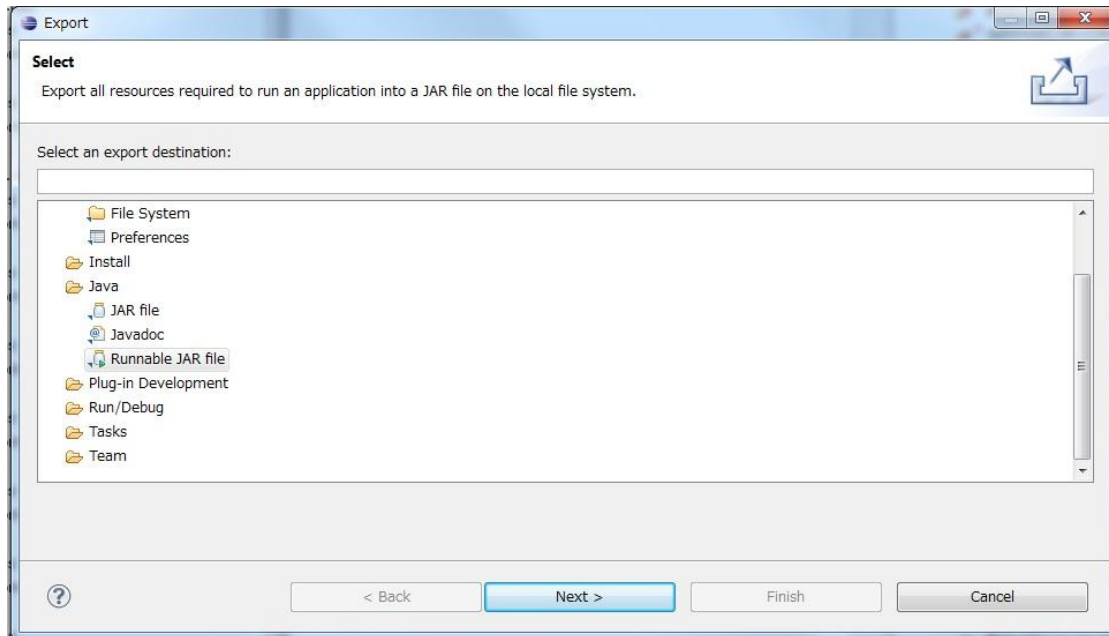 Export
Select
Export all resources required to run an application into a JAR file on the local file system.
Select an export destination:
File System
Preferences
Install
Java
JAR file
Javadoc
Runnable JAR file
Plug-in Development
Run/Debug
Tasks
Team
< Back Next > Finish Cancel